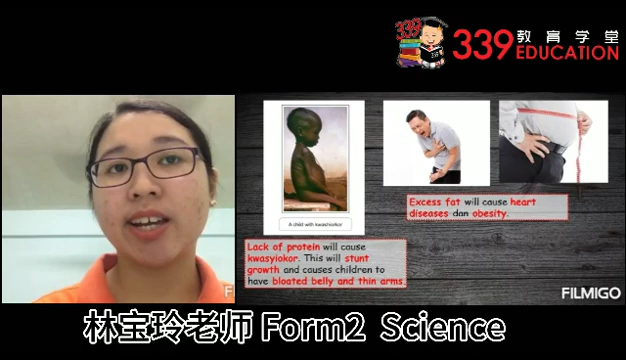 339
339 教育学堂
EDUCATION
A child with kwashiorkor
Lack of protein will cause
kwasyiokor. This will stunt
growth and causes children to
have bloated belly and thin arms.
Excess fat will cause heart
diseases dan obesity.
F
FILMIGO
林宝玲老师 Form2 Science